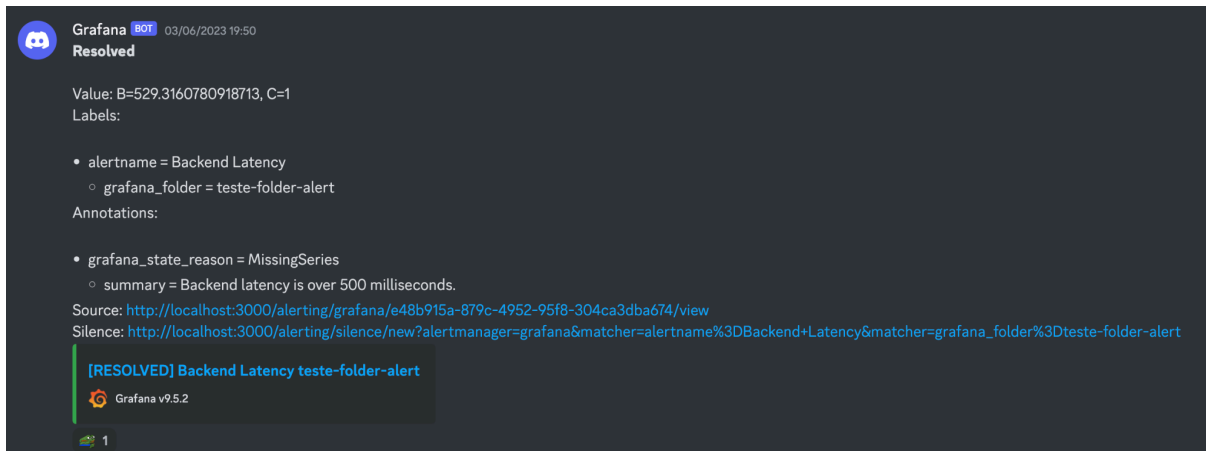 Grafana BOT 03/06/2023 19:50
Resolved
Value: B=529.3160780918713, C=1
Labels:
• alertname = Backend Latency
○ grafana_folder = teste-folder-alert
Annotations:
• grafana_state_reason = MissingSeries
○ summary = Backend latency is over 500 milliseconds.
Source: http://localhost:3000/alerting/grafana/e48b915a-879c-4952-95f8-304ca3dba674/view
Silence: http://localhost:3000/alerting/silence/new?alertmanager=grafana&matcher=alertname%3DBackend+Latency&matcher=grafana_folder%3Dteste-folder-alert
[RESOLVED] Backend Latency teste-folder-alert
Grafana v9.5.2
1